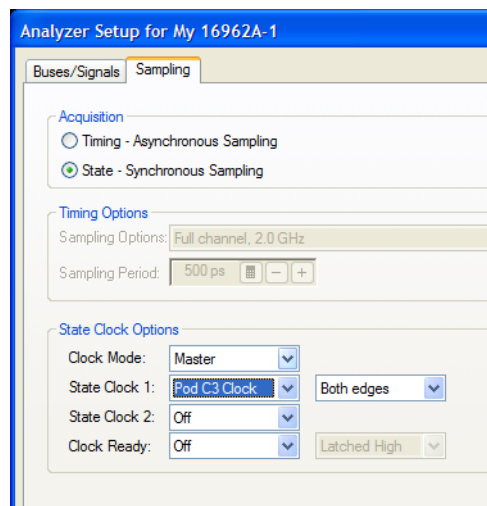 Analyzer Setup for My 16962A-1
Buses/Signals Sampling
Acquisition
Timing - Asynchronous Sampling
State - Synchronous Sampling
Timing Options
Sampling Options: Full channel, 2.0 GHz
Sampling Period: 500 ps - +
State Clock Options
Clock Mode: Master
State Clock 1: Pod C3 Clock Both edges
State Clock 2: Off
Clock Ready: Off Latched High